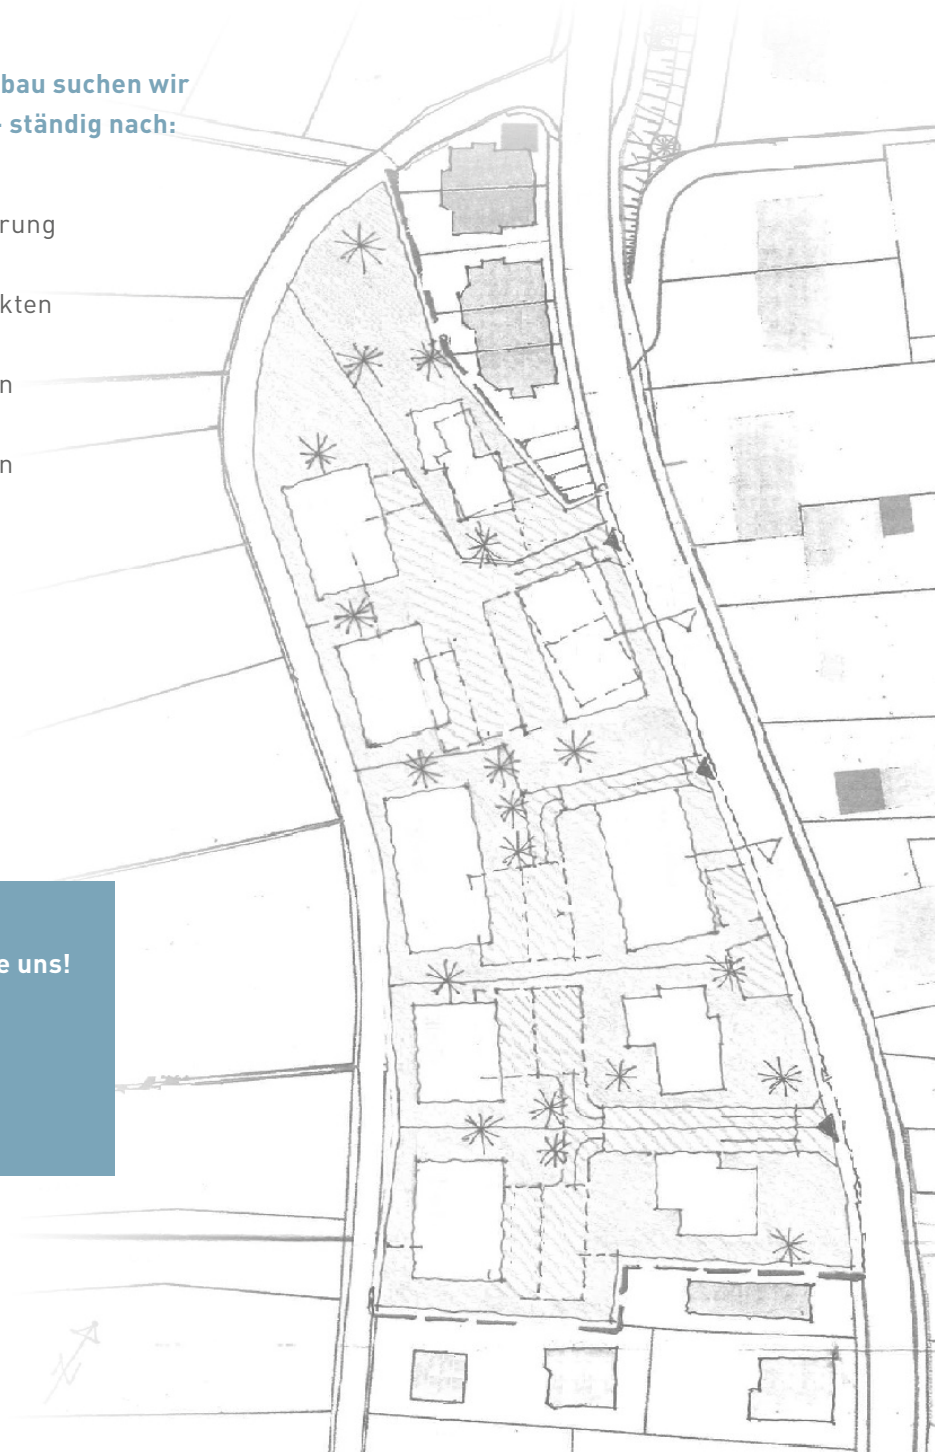 bau suchen wir
- ständig nach:
rung
kten
n
n
e uns!
N